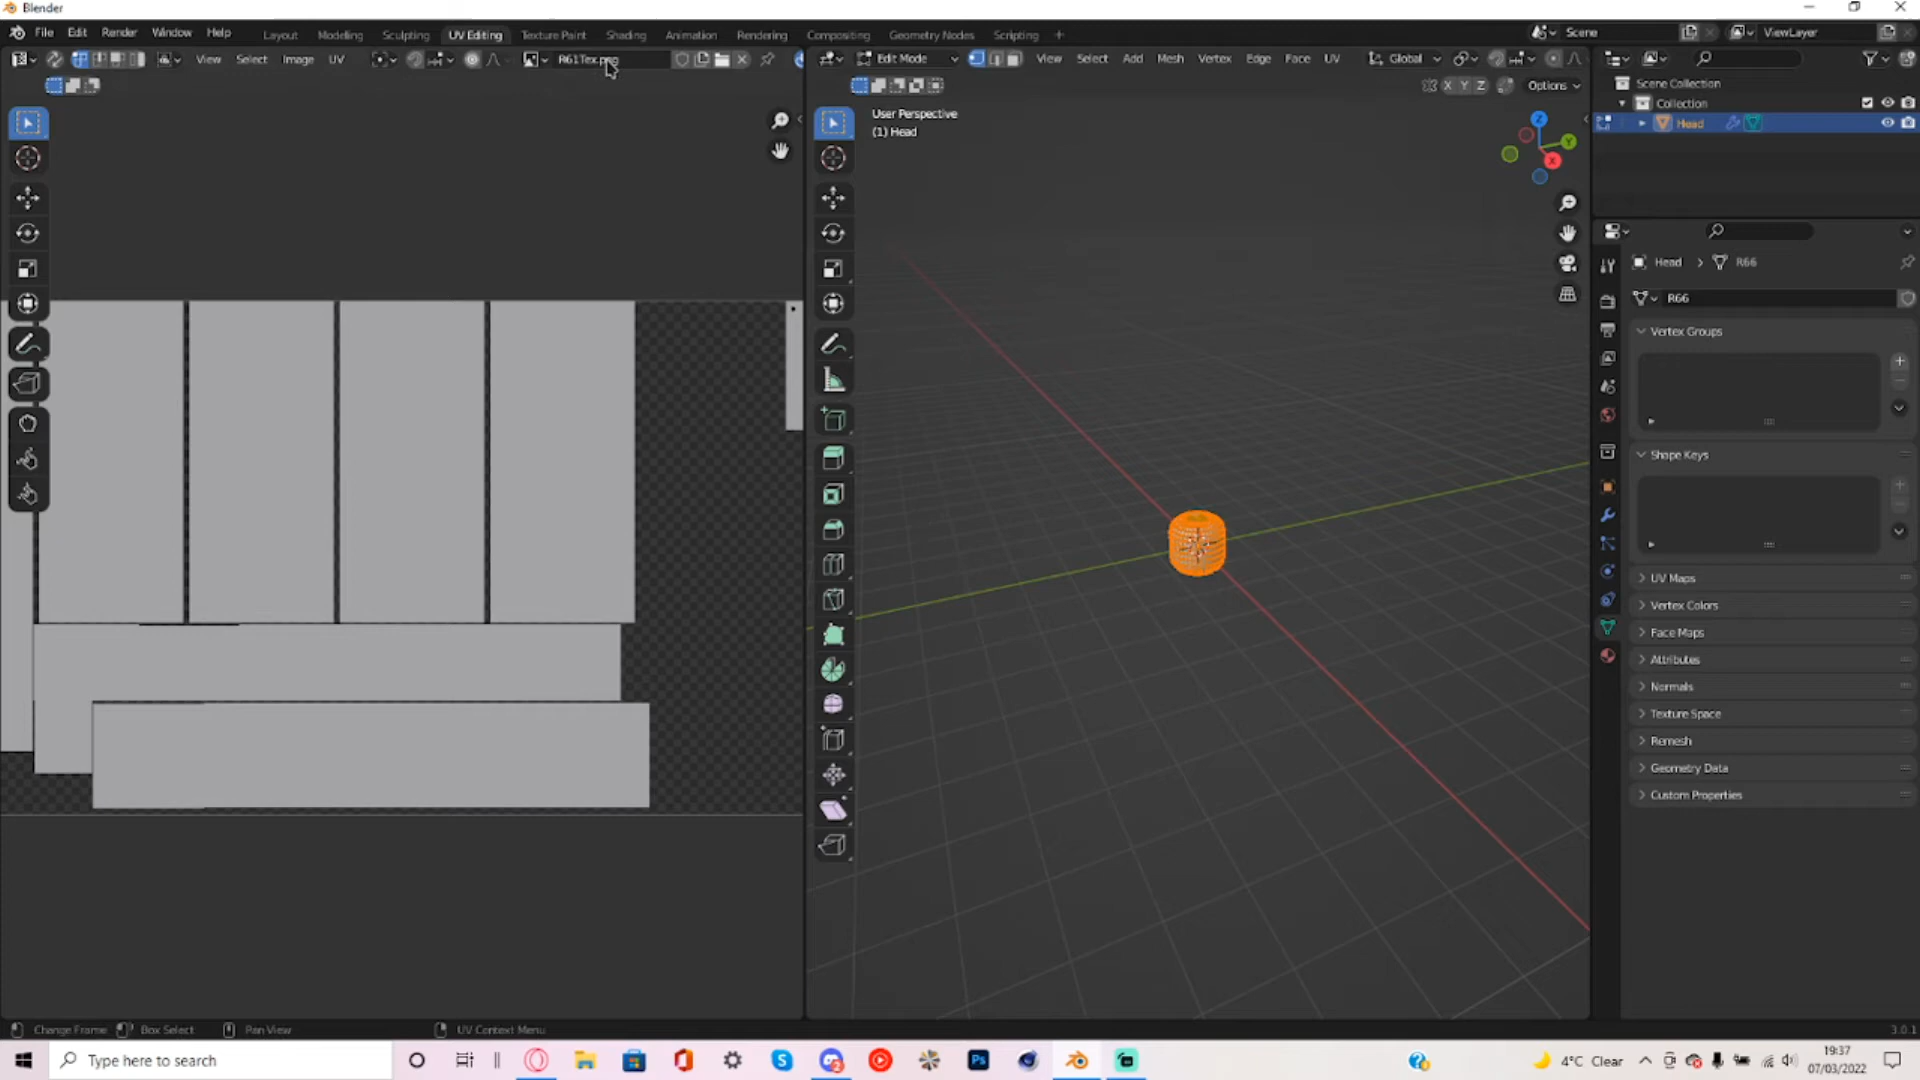 Blender
File Edit Render Window Help
Layout Modeling Sculpting UV Editing Texture Paint Shading Animation Rendering Compositing Geometry Nodes Scripting +
Scene
ViewLayer
View Select Image UV
R61Tex.png
Edit Mode
View Select Add Mesh Vertex Edge Face UV
Global
X Y Z
Options
User Perspective
(1) Head
Z
Y
X
Scene Collection
Collection
Head
Head > R66
R66
Vertex Groups
Shape Keys
UV Maps
Vertex Colors
Face Maps
Attributes
Normals
Texture Space
Remesh
Geometry Data
Custom Properties
Change Frame Box Select Pan View UV Context Menu
3.0.1
Type here to search
Ps
4°C Clear
19:37
07/03/2022